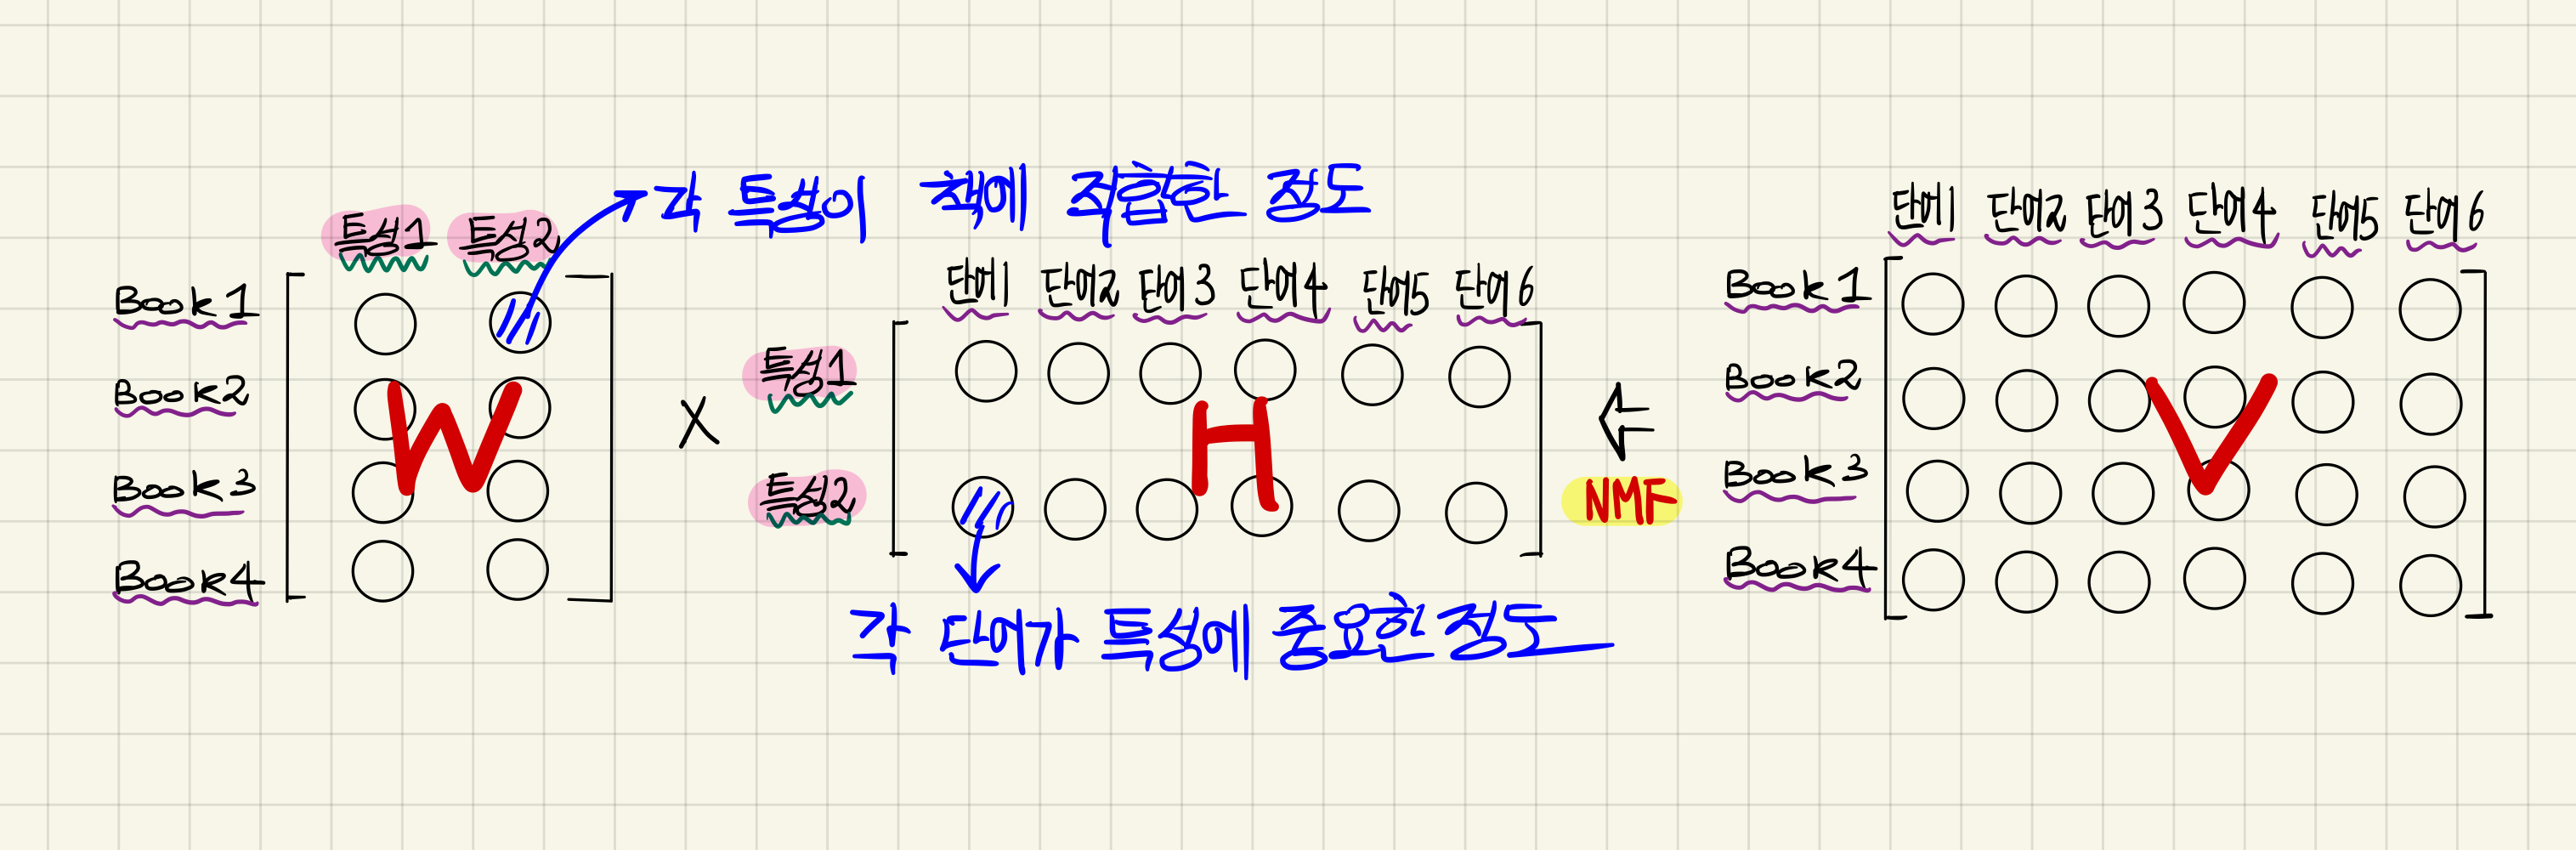 각 특성이 책에 적합한 정도
특성1 특성2
Book 1
Book2
Book3
Book4
W
X
단어1 단어2 단어3 단어4 단어5 단어6
특성1
특성2
H
각 단어가 특성에 중요한 정도
NMF
단어1 단어2 단어3 단어4 단어5 단어6
Book 1
Book2
Book3
Book4
V